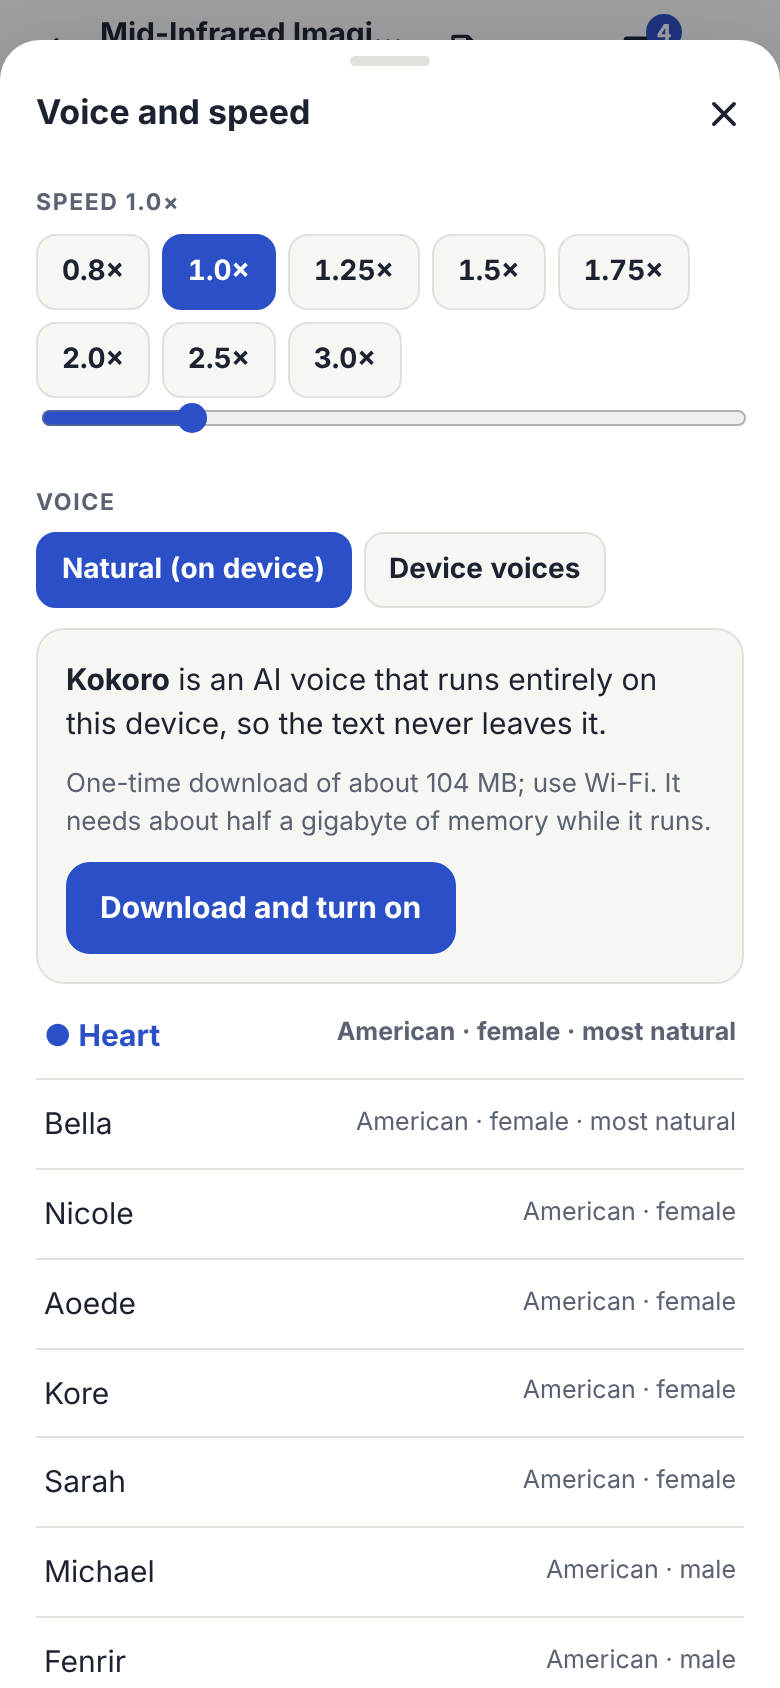 Mid-Infrared Imagi...
4
Voice and speed
SPEED 1.0×
0.8×
1.0×
1.25×
1.5×
1.75×
2.0×
2.5×
3.0×
VOICE
Natural (on device)
Device voices
Kokoro is an AI voice that runs entirely on
this device, so the text never leaves it.
One-time download of about 104 MB; use Wi-Fi. It
needs about half a gigabyte of memory while it runs.
Download and turn on
Heart American · female · most natural
Bella American · female · most natural
Nicole American · female
Aoede American · female
Kore American · female
Sarah American · female
Michael American · male
Fenrir American · male